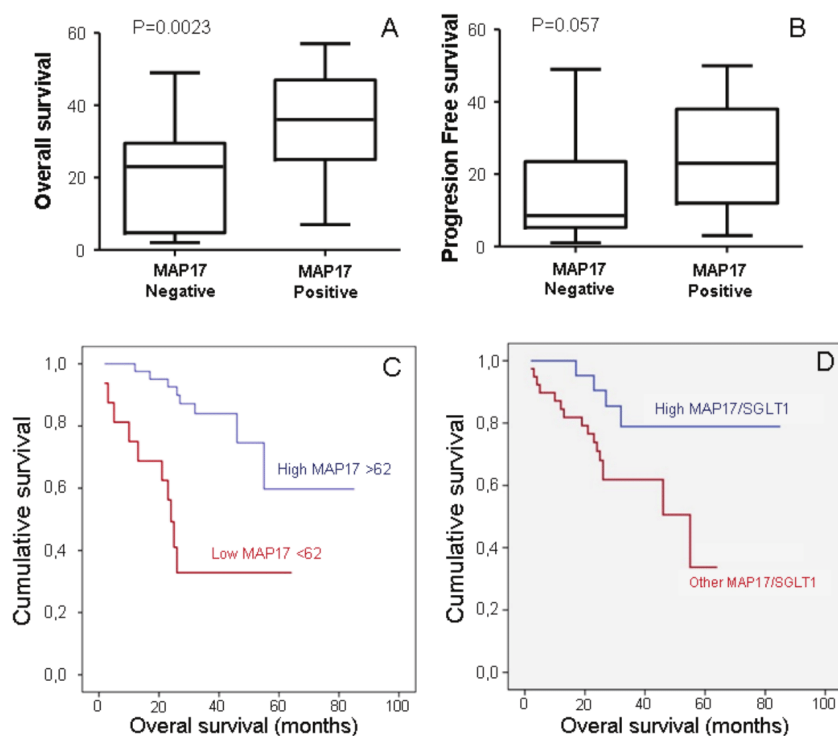 P=0.0023
A
Overall survival
60
40
20
0
MAP17
Negative
MAP17
Positive
P=0.057
B
Progresion Free survival
60
40
20
0
MAP17
Negative
MAP17
Positive
C
Cumulative survival
1,0
0,8
0,6
0,4
0,2
0,0
High MAP17 >62
Low MAP17 <62
0 20 40 60 80 100
Overal survival (months)
D
Cumulative survival
1,0
0,8
0,6
0,4
0,2
0,0
High MAP17/SGLT1
Other MAP17/SGLT1
0 20 40 60 80 100
Overal survival (months)